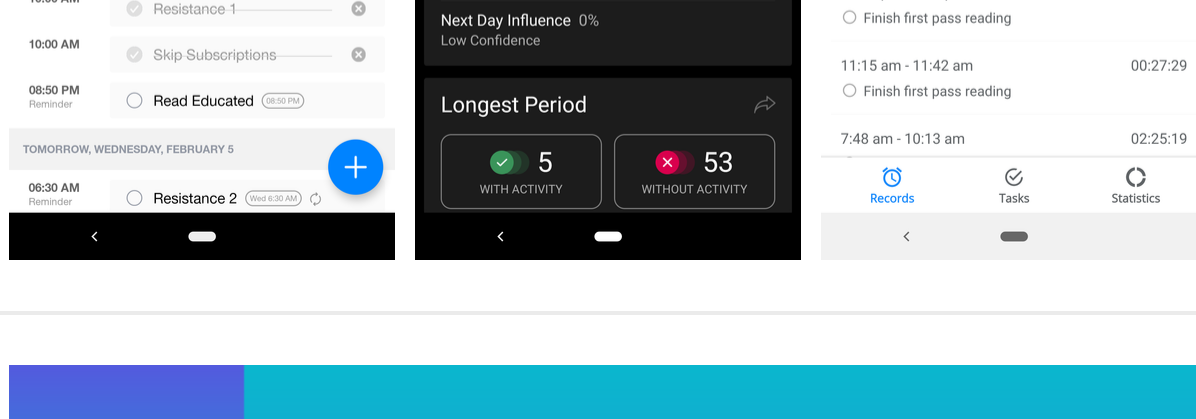 Resistance 1
10:00 AM
Skip Subscriptions
08:50 PM
Reminder
Read Educated 08:50 PM
TOMORROW, WEDNESDAY, FEBRUARY 5
06:30 AM
Reminder
Resistance 2 Wed 6:30 AM
Next Day Influence 0%
Low Confidence
Longest Period
5
WITH ACTIVITY
53
WITHOUT ACTIVITY
Finish first pass reading
11:15 am - 11:42 am 00:27:29
Finish first pass reading
7:48 am - 10:13 am 02:25:19
Records Tasks Statistics